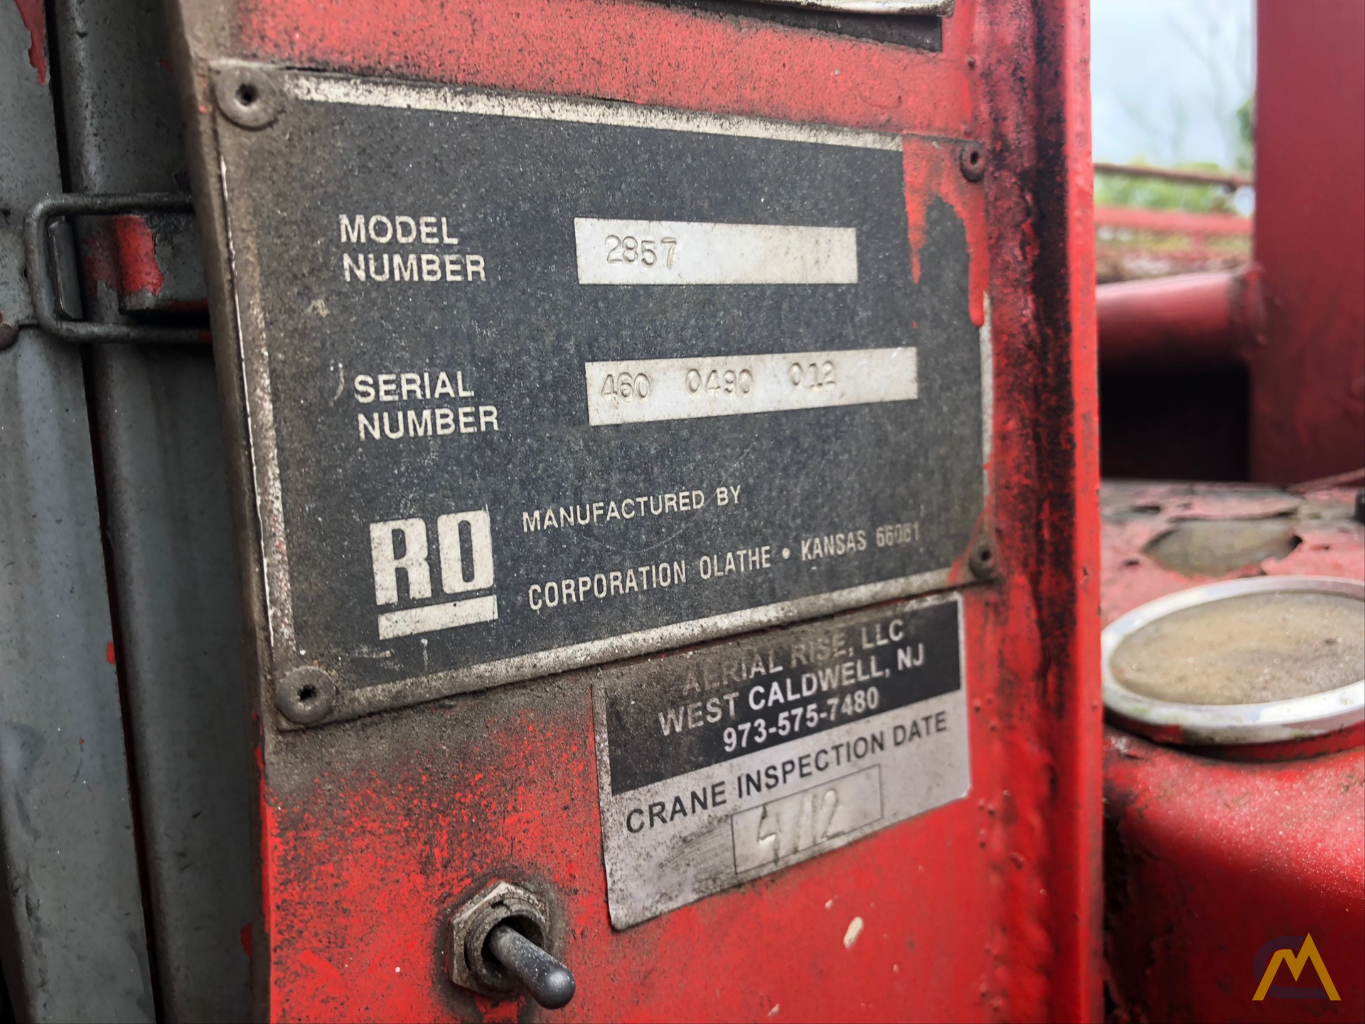 MODEL
NUMBER
2857
SERIAL
NUMBER
460 0490 012
RO
MANUFACTURED BY
CORPORATION OLATHE • KANSAS 66061
AERIAL RISE, LLC
WEST CALDWELL, NJ
973-575-7480
CRANE INSPECTION DATE
4/12